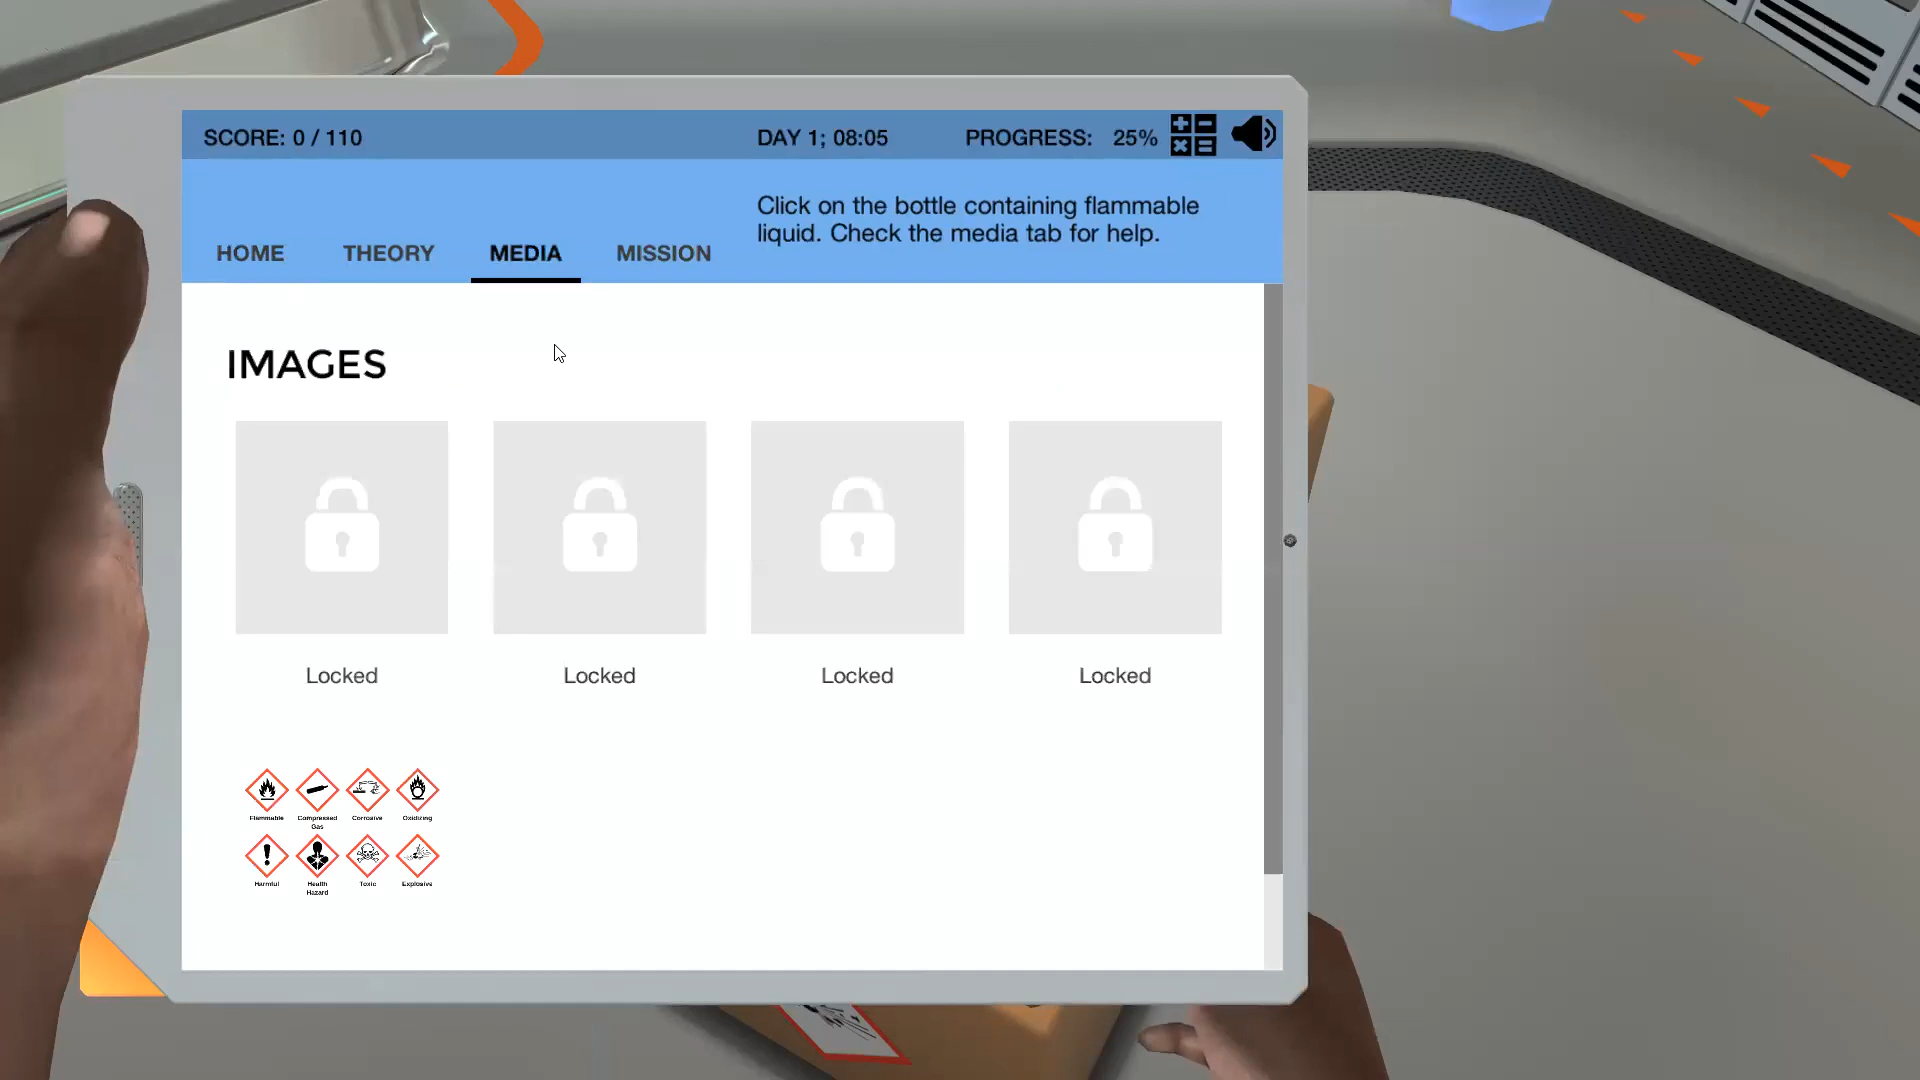 SCORE: 0 / 110
DAY 1; 08:05
PROGRESS: 25%
Click on the bottle containing flammable
liquid. Check the media tab for help.
HOME
THEORY
MEDIA
MISSION
IMAGES
Locked
Locked
Locked
Locked
Flammable
Compressed
Gas
Corrosive
Oxidizing
Harmful
Health
Hazard
Toxic
Explosive